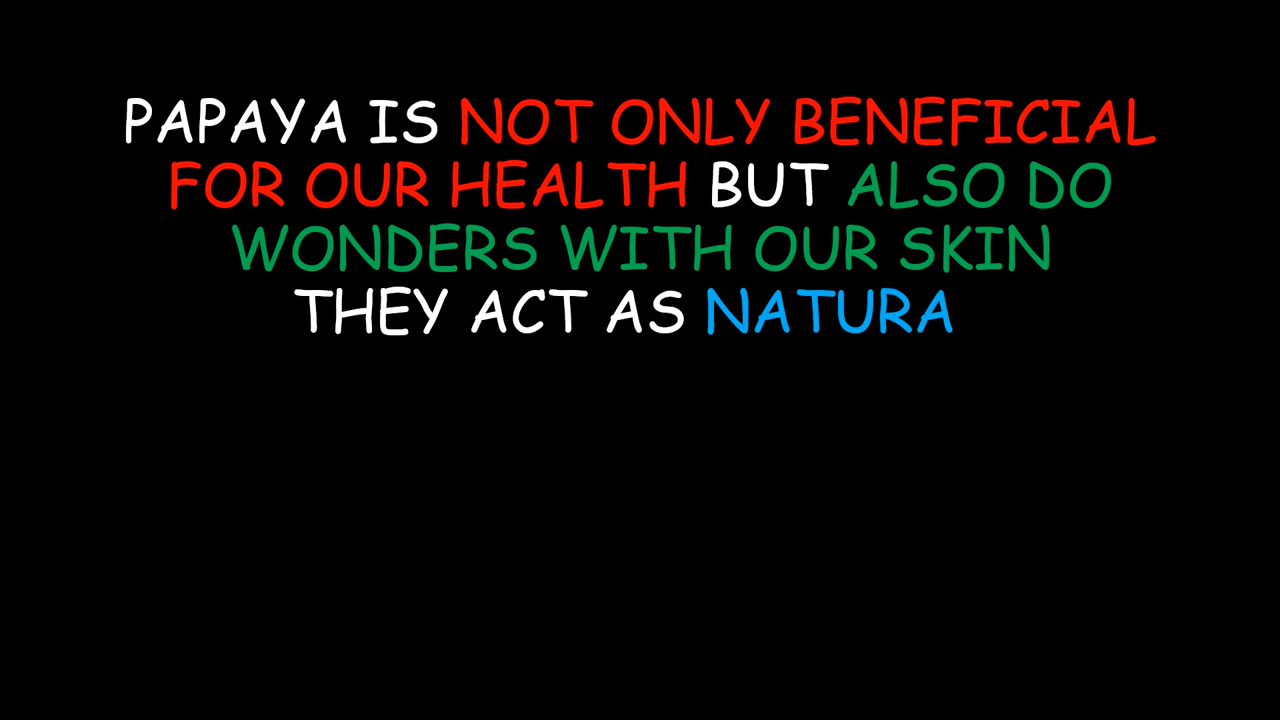 PAPAYA IS NOT ONLY BENEFICIAL
FOR OUR HEALTH BUT ALSO DO
WONDERS WITH OUR SKIN
THEY ACT AS NATURA